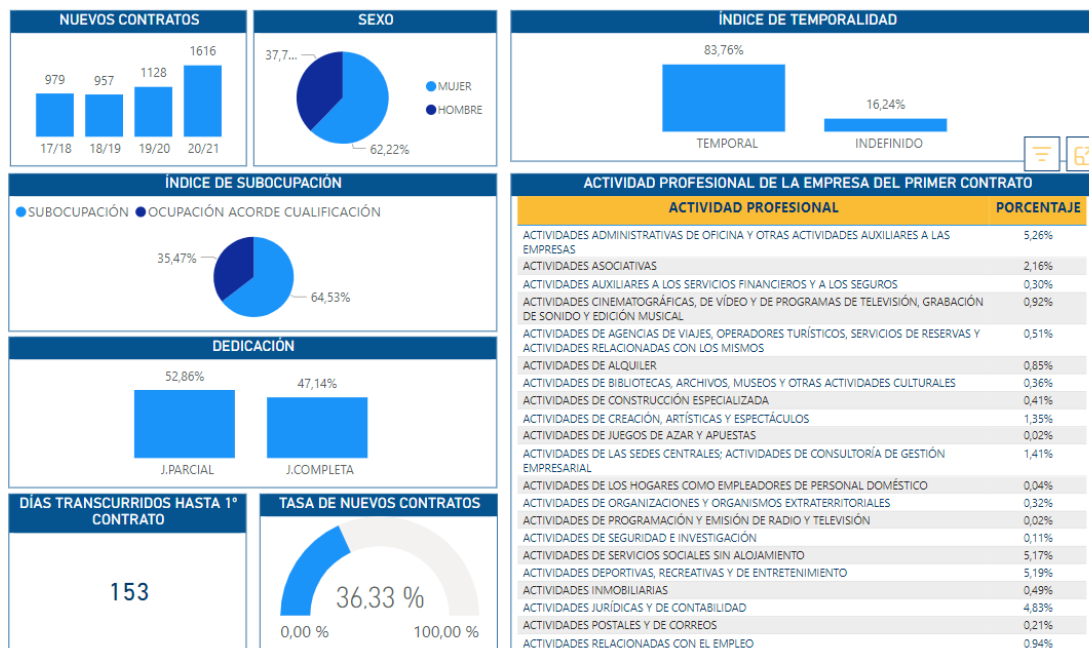 NUEVOS CONTRATOS
979
957
1128
1616
17/18
18/19
19/20
20/21
SEXO
37,7...
62,22%
MUJER
HOMBRE
ÍNDICE DE TEMPORALIDAD
83,76%
16,24%
TEMPORAL
INDEFINIDO
ÍNDICE DE SUBOCUPACIÓN
SUBOCUPACIÓN
OCUPACIÓN ACORDE CUALIFICACIÓN
35,47%
64,53%
DEDICACIÓN
52,86%
47,14%
J.PARCIAL
J.COMPLETA
DÍAS TRANSCURRIDOS HASTA 1º
CONTRATO
153
TASA DE NUEVOS CONTRATOS
36,33 %
0,00 %
100,00 %
ACTIVIDAD PROFESIONAL DE LA EMPRESA DEL PRIMER CONTRATO
ACTIVIDAD PROFESIONAL PORCENTAJE
ACTIVIDADES ADMINISTRATIVAS DE OFICINA Y OTRAS ACTIVIDADES AUXILIARES A LAS 5,26%
EMPRESAS
ACTIVIDADES ASOCIATIVAS 2,16%
ACTIVIDADES AUXILIARES A LOS SERVICIOS FINANCIEROS Y A LOS SEGUROS 0,30%
ACTIVIDADES CINEMATOGRÁFICAS, DE VÍDEO Y DE PROGRAMAS DE TELEVISIÓN, GRABACIÓN 0,92%
DE SONIDO Y EDICIÓN MUSICAL
ACTIVIDADES DE AGENCIAS DE VIAJES, OPERADORES TURÍSTICOS, SERVICIOS DE RESERVAS Y 0,51%
ACTIVIDADES RELACIONADAS CON LOS MISMOS
ACTIVIDADES DE ALQUILER 0,85%
ACTIVIDADES DE BIBLIOTECAS, ARCHIVOS, MUSEOS Y OTRAS ACTIVIDADES CULTURALES 0,36%
ACTIVIDADES DE CONSTRUCCIÓN ESPECIALIZADA 0,41%
ACTIVIDADES DE CREACIÓN, ARTÍSTICAS Y ESPECTÁCULOS 1,35%
ACTIVIDADES DE JUEGOS DE AZAR Y APUESTAS 0,02%
ACTIVIDADES DE LAS SEDES CENTRALES; ACTIVIDADES DE CONSULTORÍA DE GESTIÓN 1,41%
EMPRESARIAL
ACTIVIDADES DE LOS HOGARES COMO EMPLEADORES DE PERSONAL DOMÉSTICO 0,04%
ACTIVIDADES DE ORGANIZACIONES Y ORGANISMOS EXTRATERRITORIALES 0,32%
ACTIVIDADES DE PROGRAMACIÓN Y EMISIÓN DE RADIO Y TELEVISIÓN 0,02%
ACTIVIDADES DE SEGURIDAD E INVESTIGACIÓN 0,11%
ACTIVIDADES DE SERVICIOS SOCIALES SIN ALOJAMIENTO 5,17%
ACTIVIDADES DEPORTIVAS, RECREATIVAS Y DE ENTRETENIMIENTO 5,19%
ACTIVIDADES INMOBILIARIAS 0,49%
ACTIVIDADES JURÍDICAS Y DE CONTABILIDAD 4,83%
ACTIVIDADES POSTALES Y DE CORREOS 0,21%
ACTIVIDADES RELACIONADAS CON EL EMPLEO 0,94%